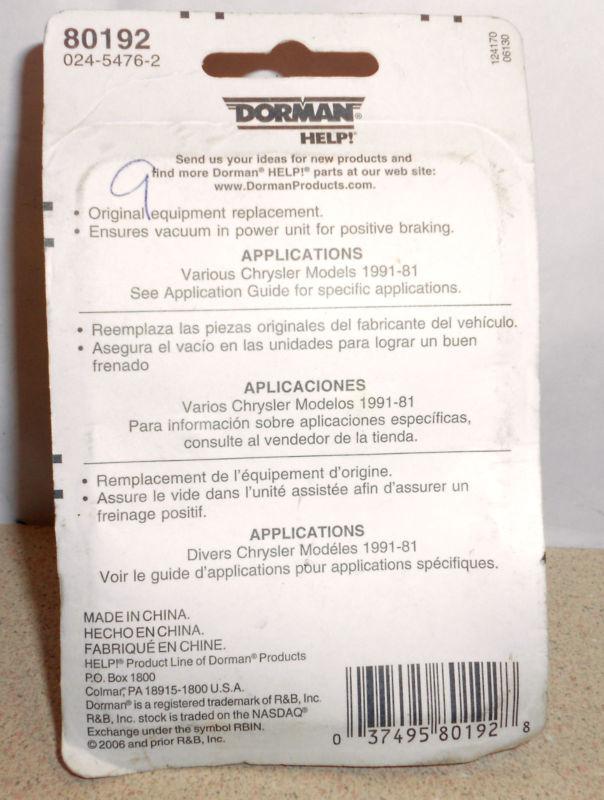 80192
024-5476-2
124170
06130
DORMAN®
HELP!®
Send us your ideas for new products and
find more Dorman® HELP!® parts at our web site:
www.DormanProducts.com.
9
• Original equipment replacement.
• Ensures vacuum in power unit for positive braking.
APPLICATIONS
Various Chrysler Models 1991-81
See Application Guide for specific applications.
• Reemplaza las piezas originales del fabricante del vehículo.
• Asegura el vacío en las unidades para lograr un buen
frenado
APLICACIONES
Varios Chrysler Modelos 1991-81
Para información sobre aplicaciones específicas,
consulte al vendedor de la tienda.
• Remplacement de l'équipement d'origine.
• Assure le vide dans l'unité assistée afin d'assurer un
freinage positif.
APPLICATIONS
Divers Chrysler Modéles 1991-81
Voir le guide d'applications pour applications spécifiques.
MADE IN CHINA.
HECHO EN CHINA.
FABRIQUÉ EN CHINE.
HELP!® Product Line of Dorman® Products
P.O. Box 1800
Colmar, PA 18915-1800 U.S.A.
Dorman® is a registered trademark of R&B, Inc.
R&B, Inc. stock is traded on the NASDAQ®
Exchange under the symbol RBIN.
© 2006 and prior R&B, Inc.
0 37495 80192 8